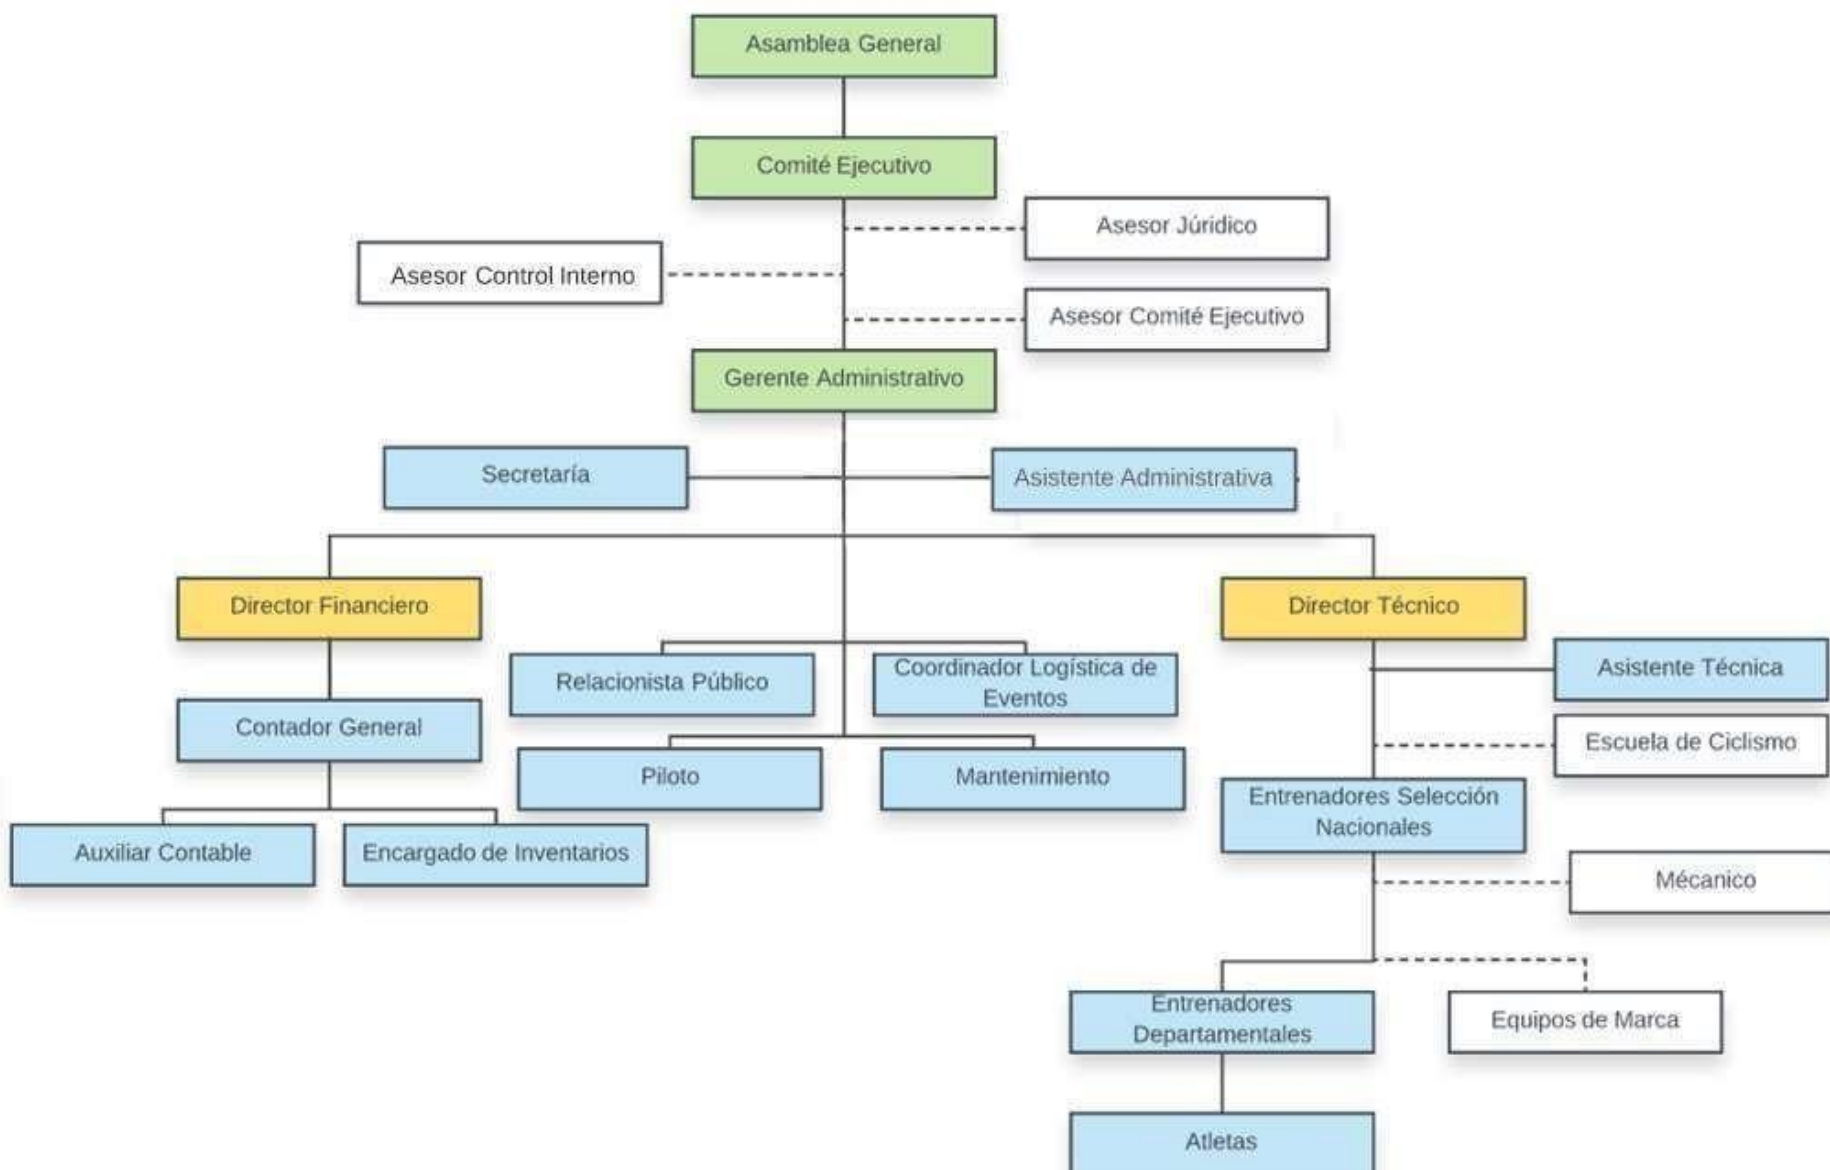 Asamblea General
Comité Ejecutivo
Asesor Júridico
Asesor Control Interno
Asesor Comité Ejecutivo
Gerente Administrativo
Secretaría
Asistente Administrativa
Director Financiero
Director Técnico
Relacionista Público
Coordinador Logística de
Eventos
Asistente Técnica
Contador General
Escuela de Ciclismo
Piloto
Mantenimiento
Entrenadores Selección
Nacionales
Auxiliar Contable
Encargado de Inventarios
Mécanico
Entrenadores
Departamentales
Equipos de Marca
Atletas